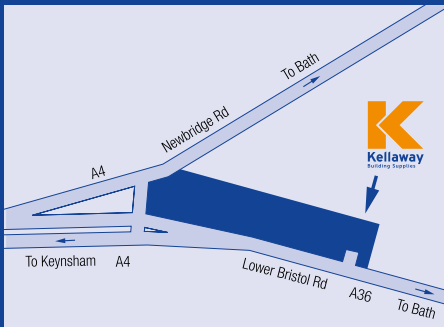 To Bath
Newbridge Rd
A4
Kellaway
Building Supplies
To Keynsham
A4
Lower Bristol Rd
A36
To Bath